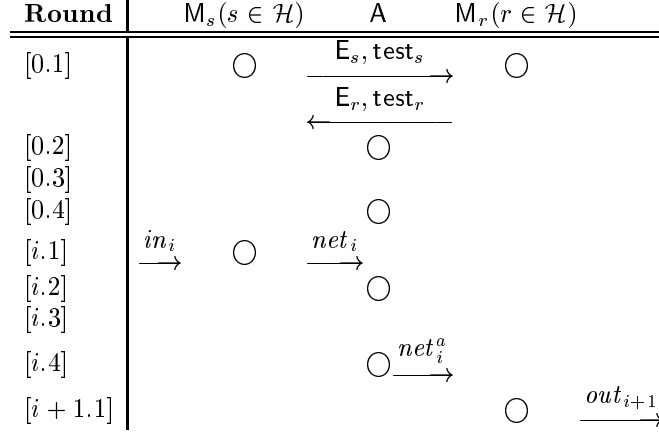 Round M_s(s ∈ H) A M_r(r ∈ H)
[0.1] E_s, test_s
E_r, test_r
[0.2]
[0.3]
[0.4]
[i.1] in_i net_i
[i.2]
[i.3]
[i.4] net_i^a
[i + 1.1] out_{i+1}